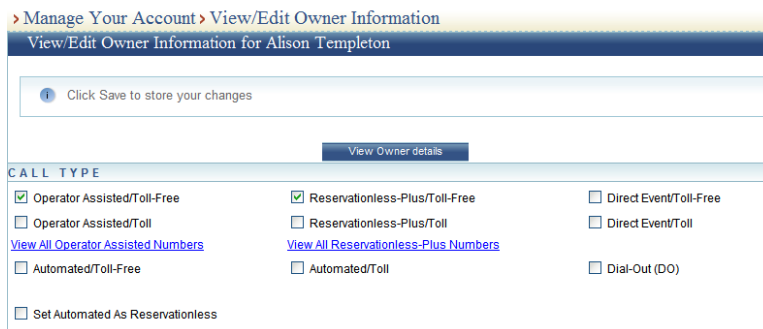 › Manage Your Account › View/Edit Owner Information
View/Edit Owner Information for Alison Templeton
i Click Save to store your changes
View Owner details
CALL TYPE
Operator Assisted/Toll-Free Reservationless-Plus/Toll-Free Direct Event/Toll-Free
Operator Assisted/Toll Reservationless-Plus/Toll Direct Event/Toll
View All Operator Assisted Numbers View All Reservationless-Plus Numbers
Automated/Toll-Free Automated/Toll Dial-Out (DO)
Set Automated As Reservationless